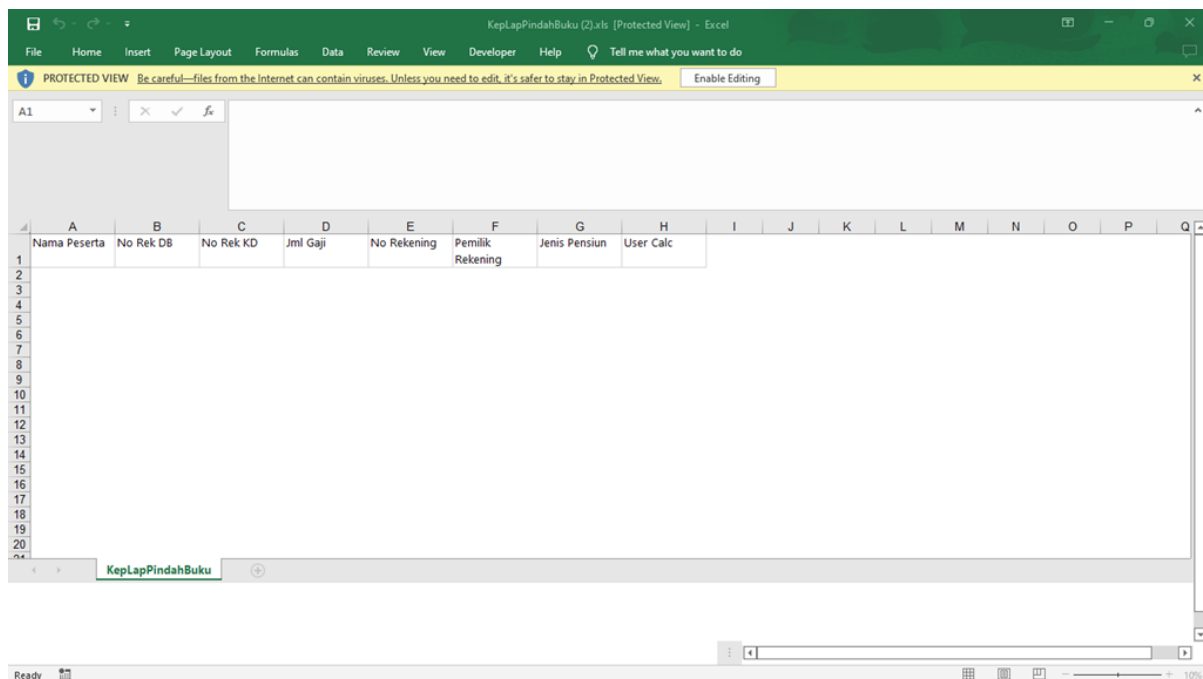 KepLapPindahBuku (2).xls [Protected View] - Excel
File Home Insert Page Layout Formulas Data Review View Developer Help Tell me what you want to do
PROTECTED VIEW Be careful—files from the Internet can contain viruses. Unless you need to edit, it's safer to stay in Protected View. Enable Editing
A1 fx
A B C D E F G H I J K L M N O P Q
Nama Peserta No Rek DB No Rek KD Jml Gaji No Rekening Pemilik Jenis Pensiun User Calc
1 Rekening
2
3
4
5
6
7
8
9
10
11
12
13
14
15
16
17
18
19
20
21
KepLapPindahBuku
Ready 10%